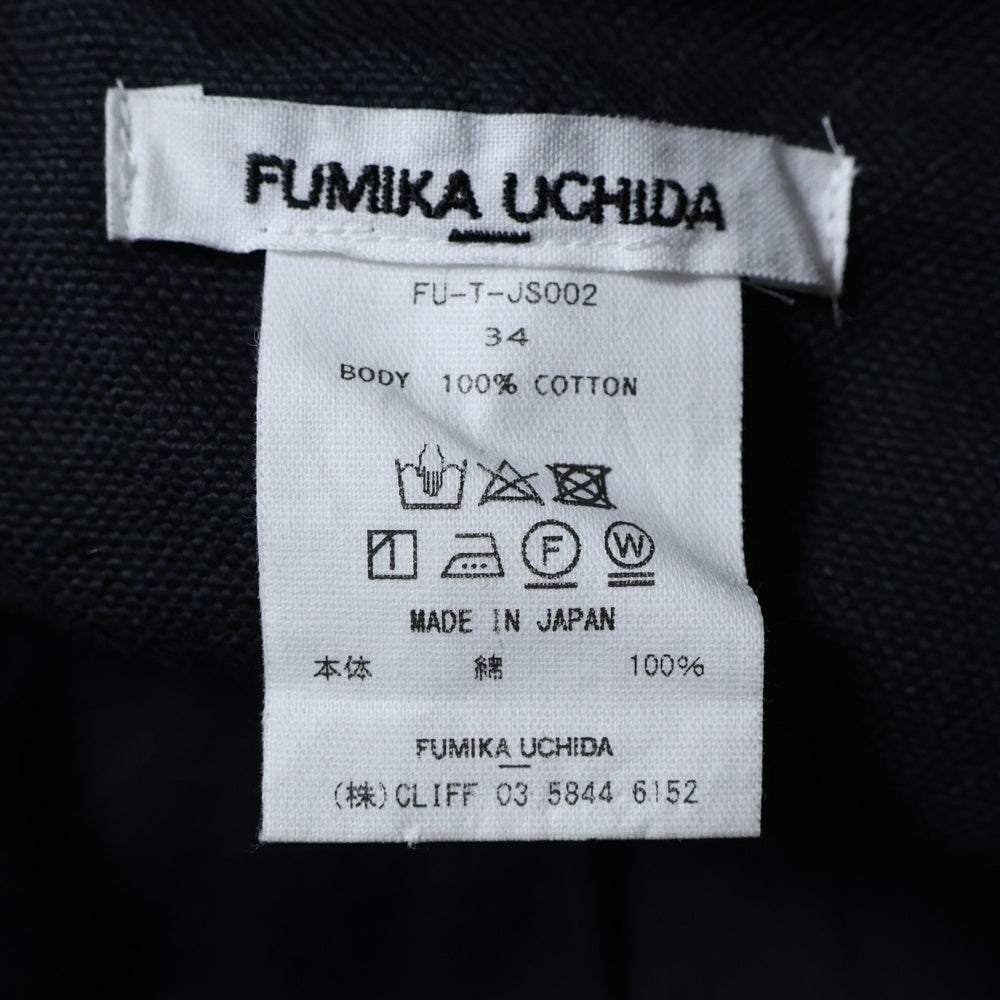 FUMIKA UCHIDA
FU-T-JS002
34
BODY 100% COTTON
F W
MADE IN JAPAN
本体 綿 100%
FUMIKA UCHIDA
(株)CLIFF 03 5844 6152